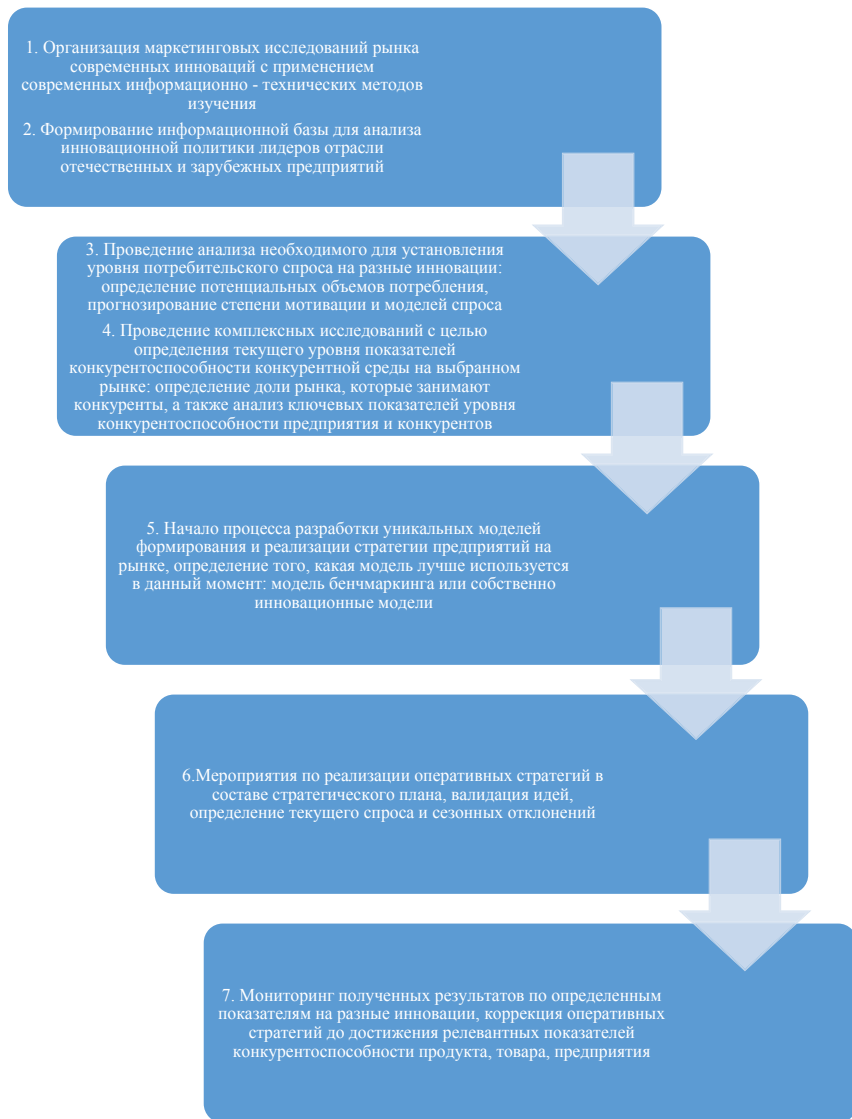 1. Организация маркетинговых исследований рынка
современных инноваций с применением
современных информационно - технических методов
изучения
2. Формирование информационной базы для анализа
инновационной политики лидеров отрасли
отечественных и зарубежных предприятий
3. Проведение анализа необходимого для установления
уровня потребительского спроса на разные инновации:
определение потенциальных объемов потребления,
прогнозирование степени мотивации и моделей спроса
4. Проведение комплексных исследований с целью
определения текущего уровня показателей
конкурентоспособности конкурентной среды на выбранном
рынке: определение доли рынка, которые занимают
конкуренты, а также анализ ключевых показателей уровня
конкурентоспособности предприятия и конкурентов
5. Начало процесса разработки уникальных моделей
формирования и реализации стратегии предприятий на
рынке, определение того, какая модель лучше используется
в данный момент: модель бенчмаркинга или собственно
инновационные модели
6.Мероприятия по реализации оперативных стратегий в
составе стратегического плана, валидация идей,
определение текущего спроса и сезонных отклонений
7. Мониторинг полученных результатов по определенным
показателям на разные инновации, коррекция оперативных
стратегий до достижения релевантных показателей
конкурентоспособности продукта, товара, предприятия